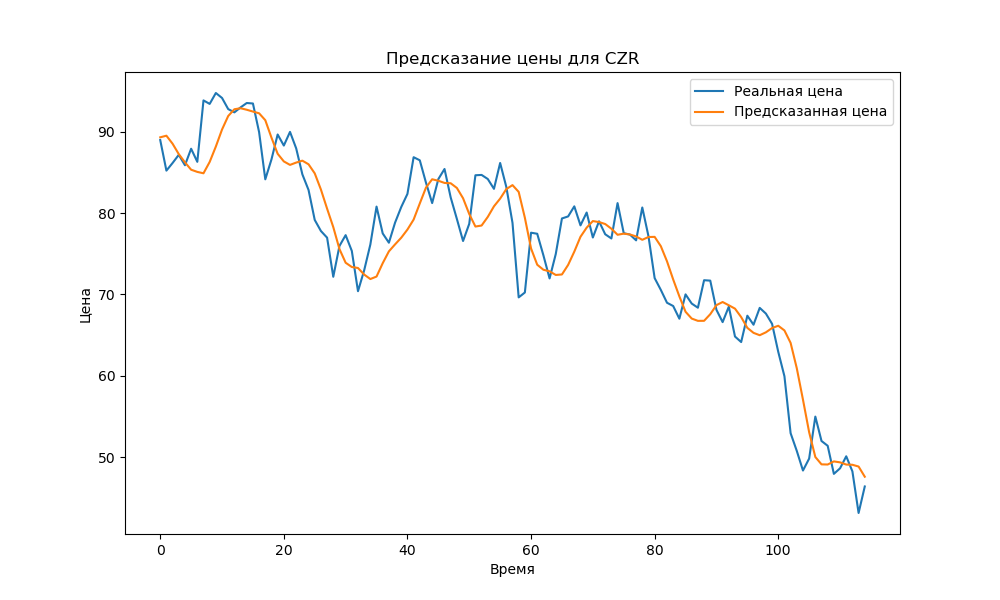 Предсказание цены для CZR
Реальная цена
Предсказанная цена
Цена
90
80
70
60
50
0 20 40 60 80 100
Время